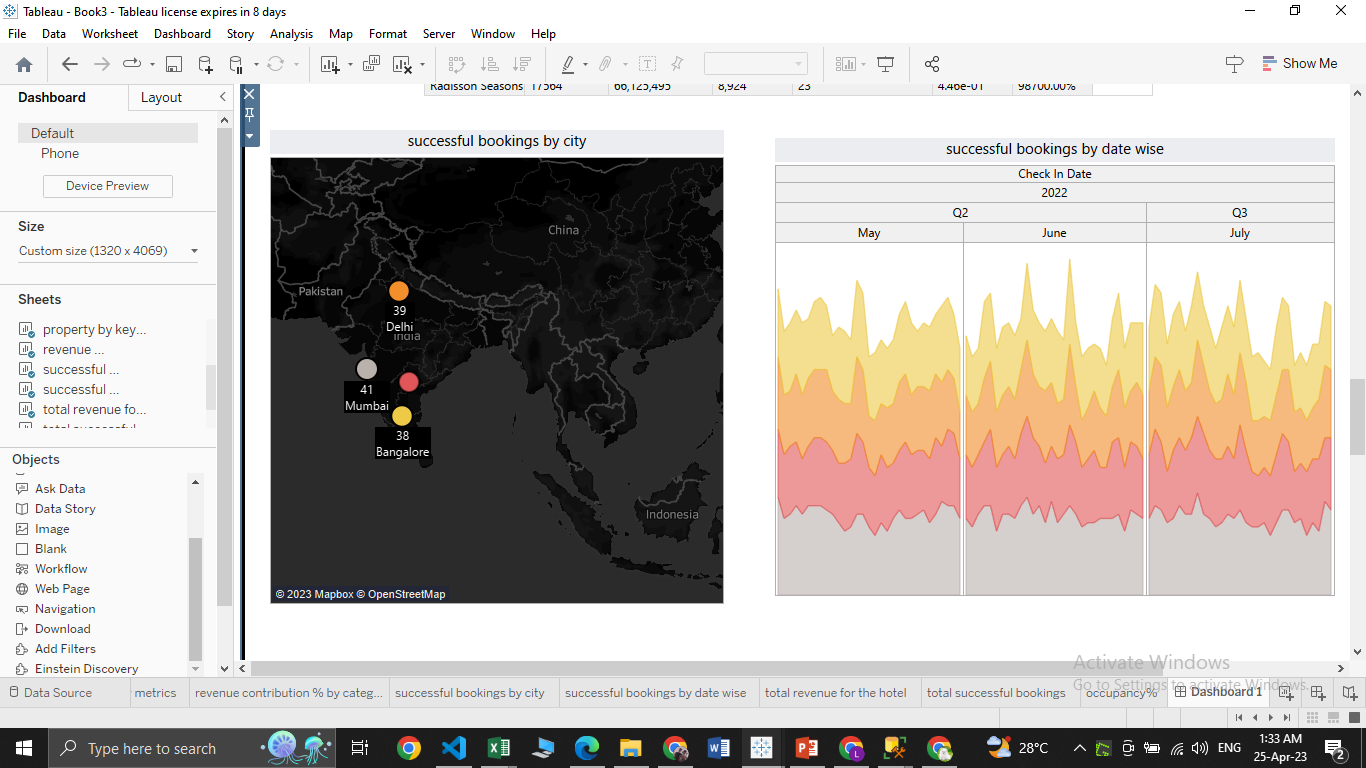 Tableau - Book3 - Tableau license expires in 8 days
File Data Worksheet Dashboard Story Analysis Map Format Server Window Help
Show Me
Dashboard Layout
Default
Phone
Device Preview
Size
Custom size (1320 x 4069)
Sheets
property by key...
revenue ...
successful ...
successful ...
total revenue fo...
total successful
Objects
Ask Data
Data Story
Image
Blank
Workflow
Web Page
Navigation
Download
Add Filters
Einstein Discovery
Radisson Seasons 17564 66,125,495 8,924 23 4.46e-01 98700.00%
successful bookings by city
China
Pakistan
39
Delhi
India
41
Mumbai
38
Bangalore
Indonesia
© 2023 Mapbox © OpenStreetMap
successful bookings by date wise
Check In Date
2022
Q2 Q3
May June July
Activate Windows
Go to Settings to activate Windows.
Data Source metrics revenue contribution % by categ... successful bookings by city successful bookings by date wise total revenue for the hotel total successful bookings occupancy% Dashboard 1
Type here to search
28°C ENG 1:33 AM
25-Apr-23
2